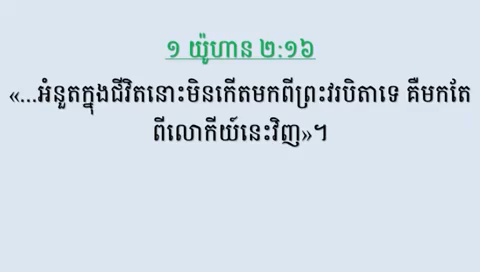 ១ យ៉ូហាន ២:១៦
«...អំនួតក្នុងជីវិតនោះមិនកើតមកពីព្រះវរបិតាទេ គឺមកតែ
ពីលោកីយ៍នេះវិញ»។